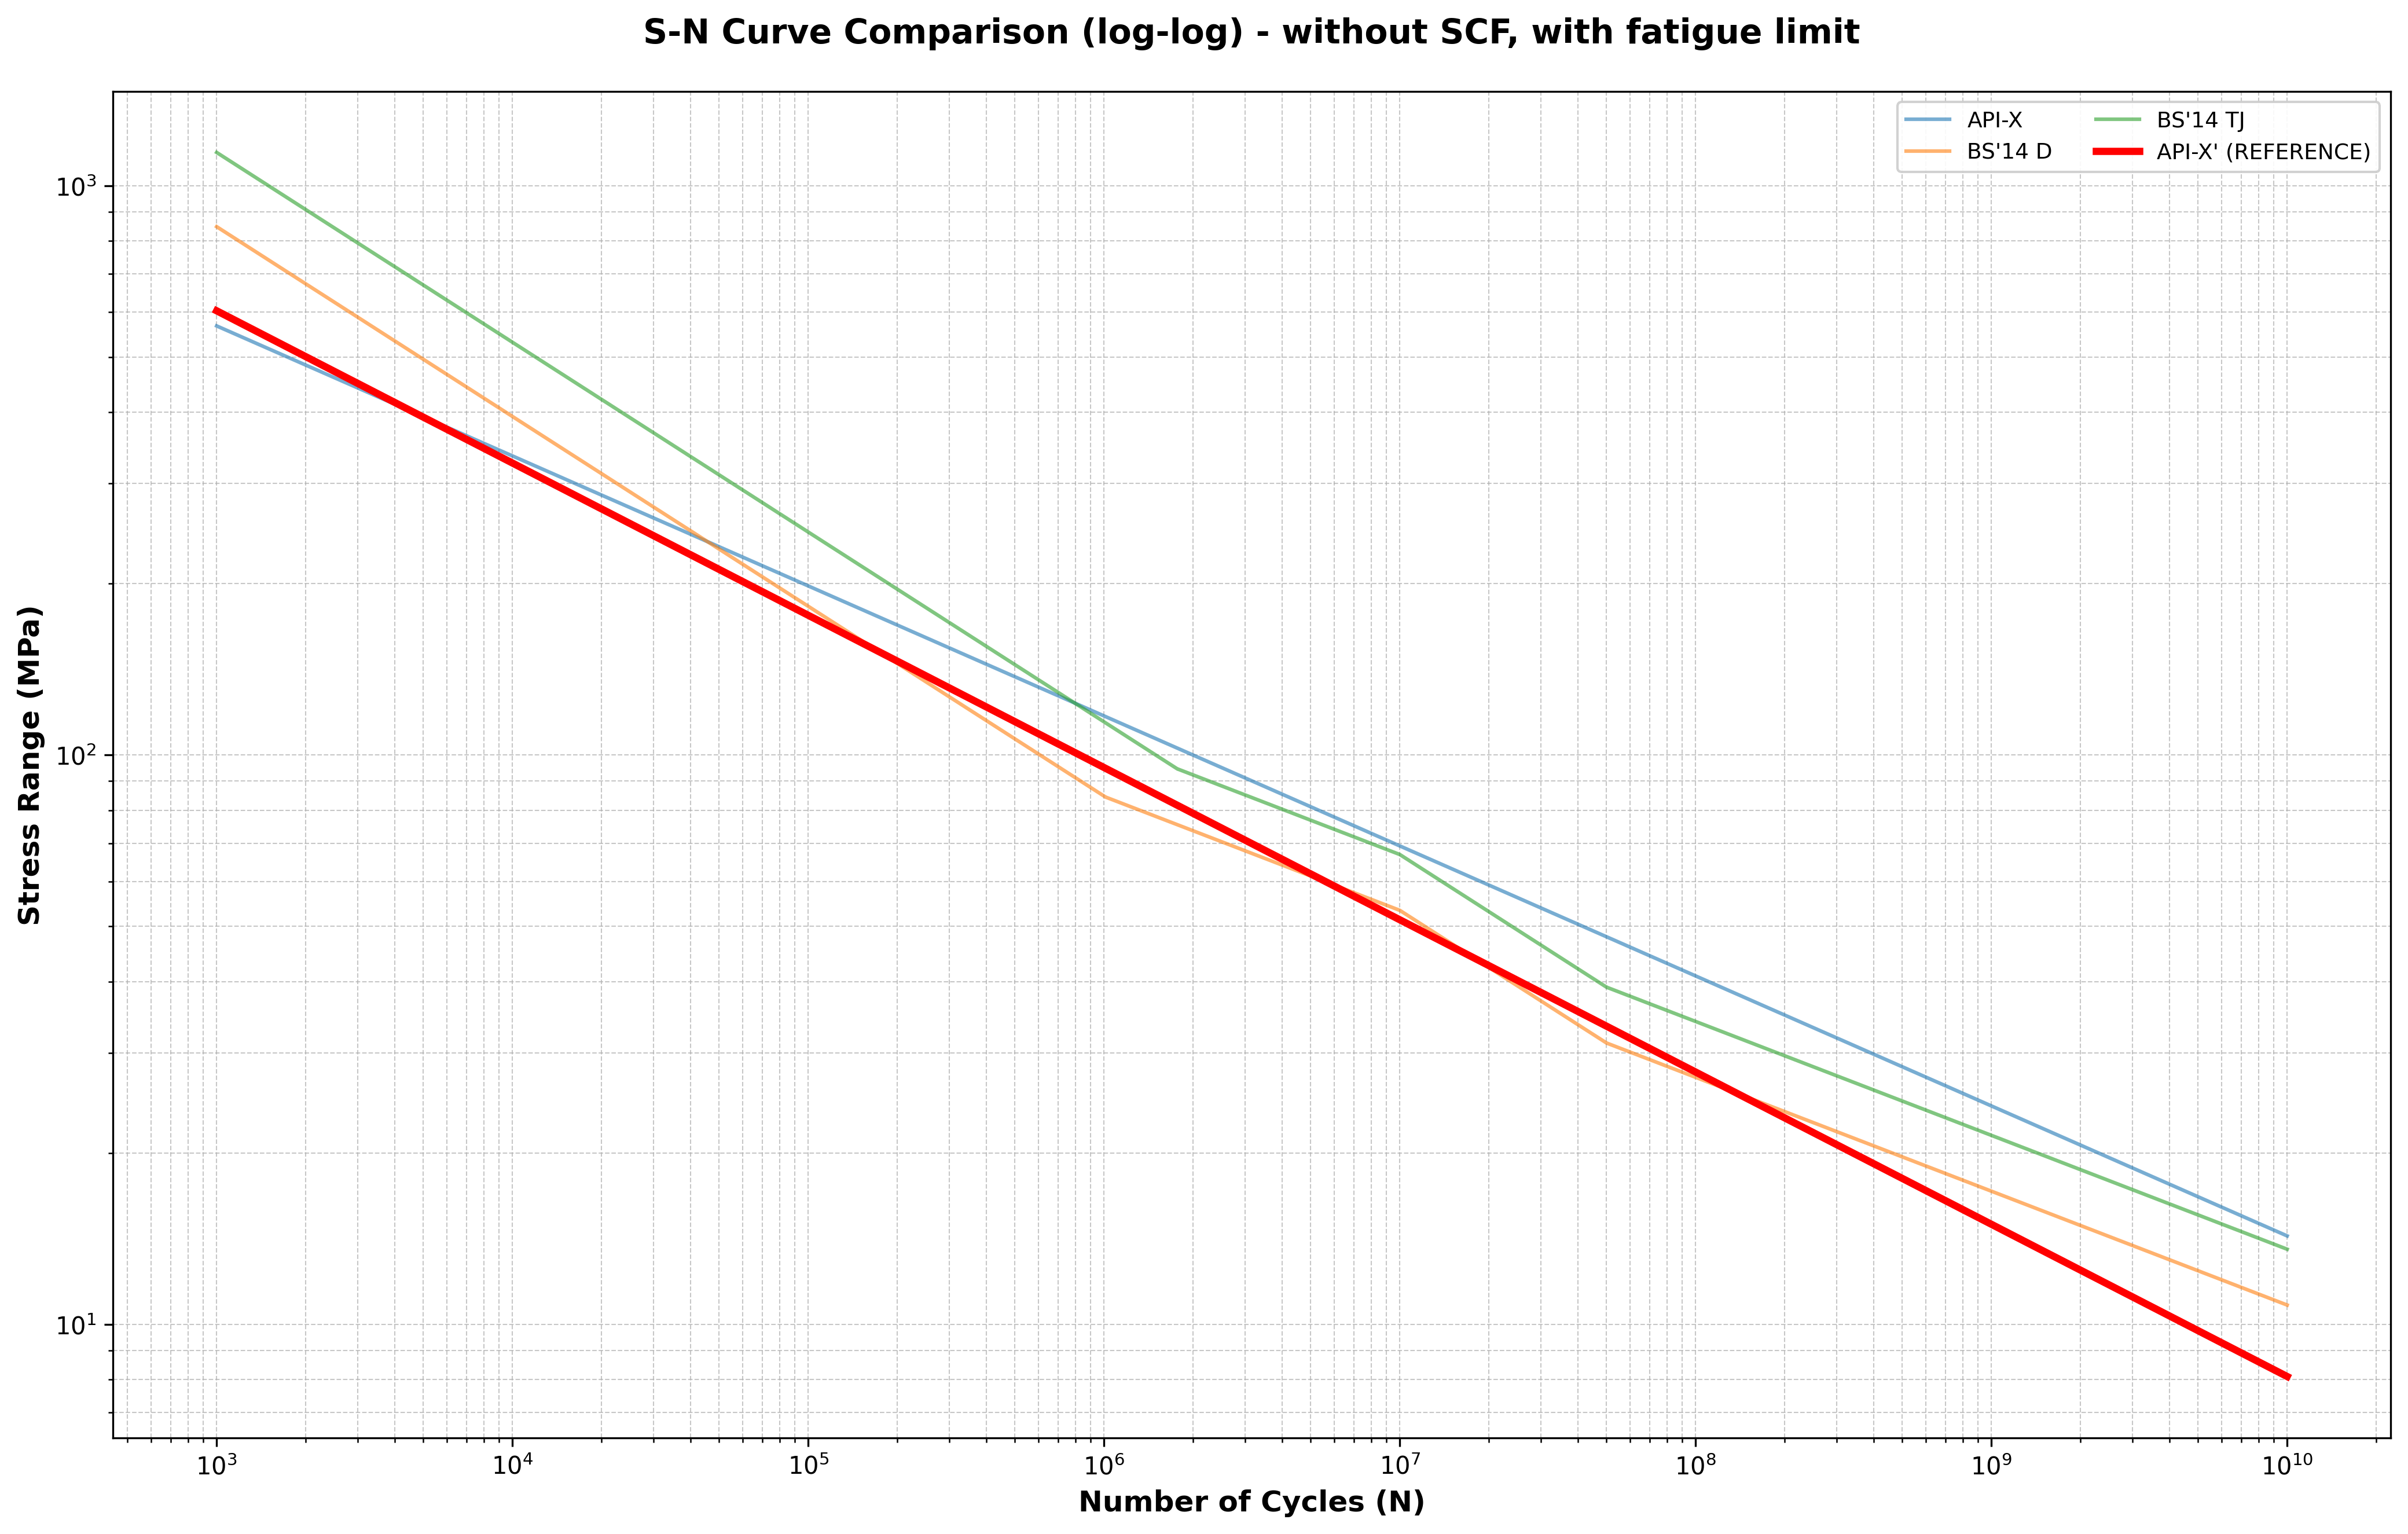 S-N Curve Comparison (log-log) - without SCF, with fatigue limit
API-X
BS'14 D
BS'14 TJ
API-X' (REFERENCE)
Stress Range (MPa)
10³
10²
10¹
10³ 10⁴ 10⁵ 10⁶ 10⁷ 10⁸ 10⁹ 10¹⁰
Number of Cycles (N)